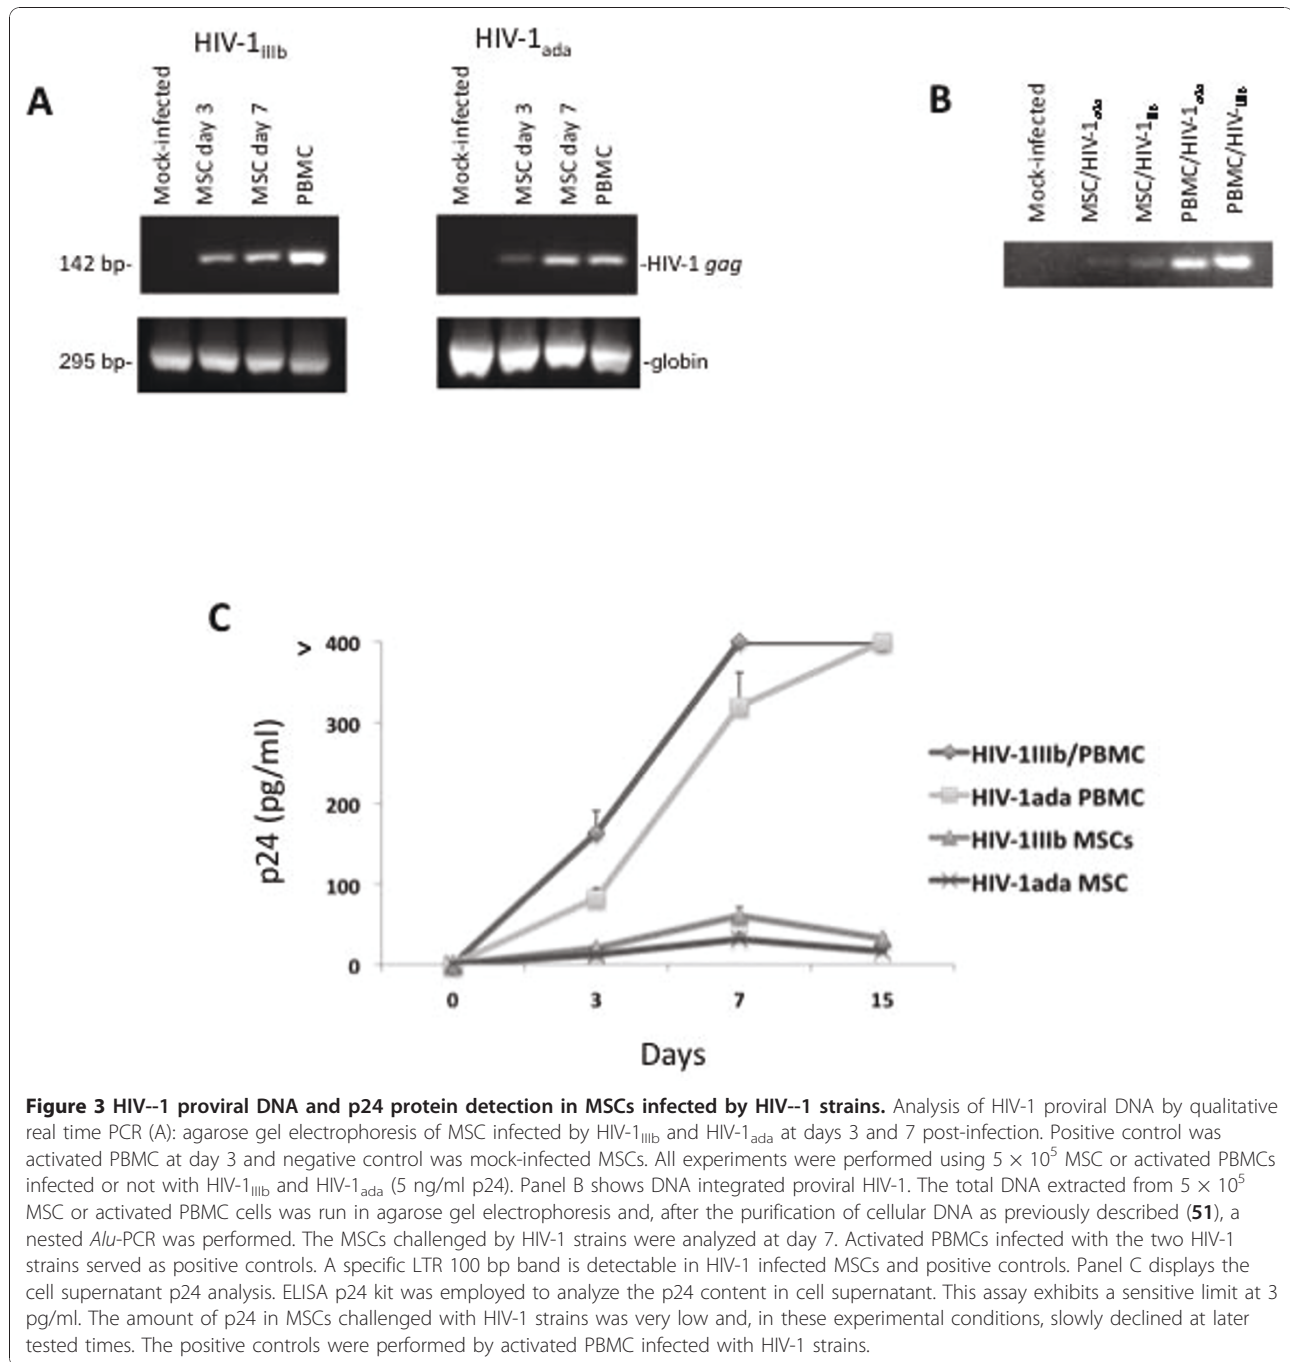 HIV-1IIIb
HIV-1ada
A
Mock-infected
MSC day 3
MSC day 7
PBMC
Mock-infected
MSC day 3
MSC day 7
PBMC
142 bp-
-HIV-1 gag
295 bp-
-globin
B
Mock-infected
MSC/HIV-1ada
MSC/HIV-1IIIb
PBMC/HIV-1ada
PBMC/HIV-IIIb
C
> 400
300
200
100
0
p24 (pg/ml)
0 3 7 15
Days
HIV-1IIIb/PBMC
HIV-1ada PBMC
HIV-1IIIb MSCs
HIV-1ada MSC
Figure 3 HIV--1 proviral DNA and p24 protein detection in MSCs infected by HIV--1 strains. Analysis of HIV-1 proviral DNA by qualitative
real time PCR (A): agarose gel electrophoresis of MSC infected by HIV-1IIIb and HIV-1ada at days 3 and 7 post-infection. Positive control was
activated PBMC at day 3 and negative control was mock-infected MSCs. All experiments were performed using 5 × 10⁵ MSC or activated PBMCs
infected or not with HIV-1IIIb and HIV-1ada (5 ng/ml p24). Panel B shows DNA integrated proviral HIV-1. The total DNA extracted from 5 × 10⁵
MSC or activated PBMC cells was run in agarose gel electrophoresis and, after the purification of cellular DNA as previously described (51), a
nested Alu-PCR was performed. The MSCs challenged by HIV-1 strains were analyzed at day 7. Activated PBMCs infected with the two HIV-1
strains served as positive controls. A specific LTR 100 bp band is detectable in HIV-1 infected MSCs and positive controls. Panel C displays the
cell supernatant p24 analysis. ELISA p24 kit was employed to analyze the p24 content in cell supernatant. This assay exhibits a sensitive limit at 3
pg/ml. The amount of p24 in MSCs challenged with HIV-1 strains was very low and, in these experimental conditions, slowly declined at later
tested times. The positive controls were performed by activated PBMC infected with HIV-1 strains.